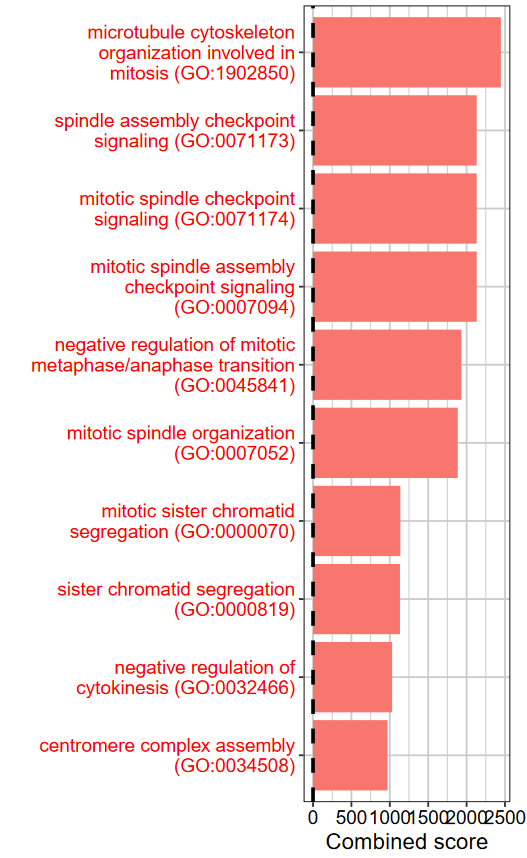 microtubule cytoskeleton
organization involved in
mitosis (GO:1902850)
spindle assembly checkpoint
signaling (GO:0071173)
mitotic spindle checkpoint
signaling (GO:0071174)
mitotic spindle assembly
checkpoint signaling
(GO:0007094)
negative regulation of mitotic
metaphase/anaphase transition
(GO:0045841)
mitotic spindle organization
(GO:0007052)
mitotic sister chromatid
segregation (GO:0000070)
sister chromatid segregation
(GO:0000819)
negative regulation of
cytokinesis (GO:0032466)
centromere complex assembly
(GO:0034508)
0 500 1000 1500 2000 2500
Combined score